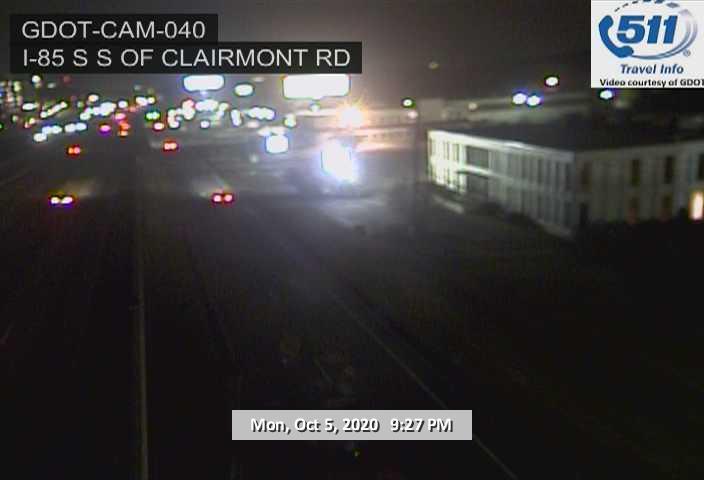 GDOT-CAM-040
I-85 S S OF CLAIRMONT RD
511
Travel Info
Video courtesy of GDOT
Mon, Oct 5, 2020 9:27 PM